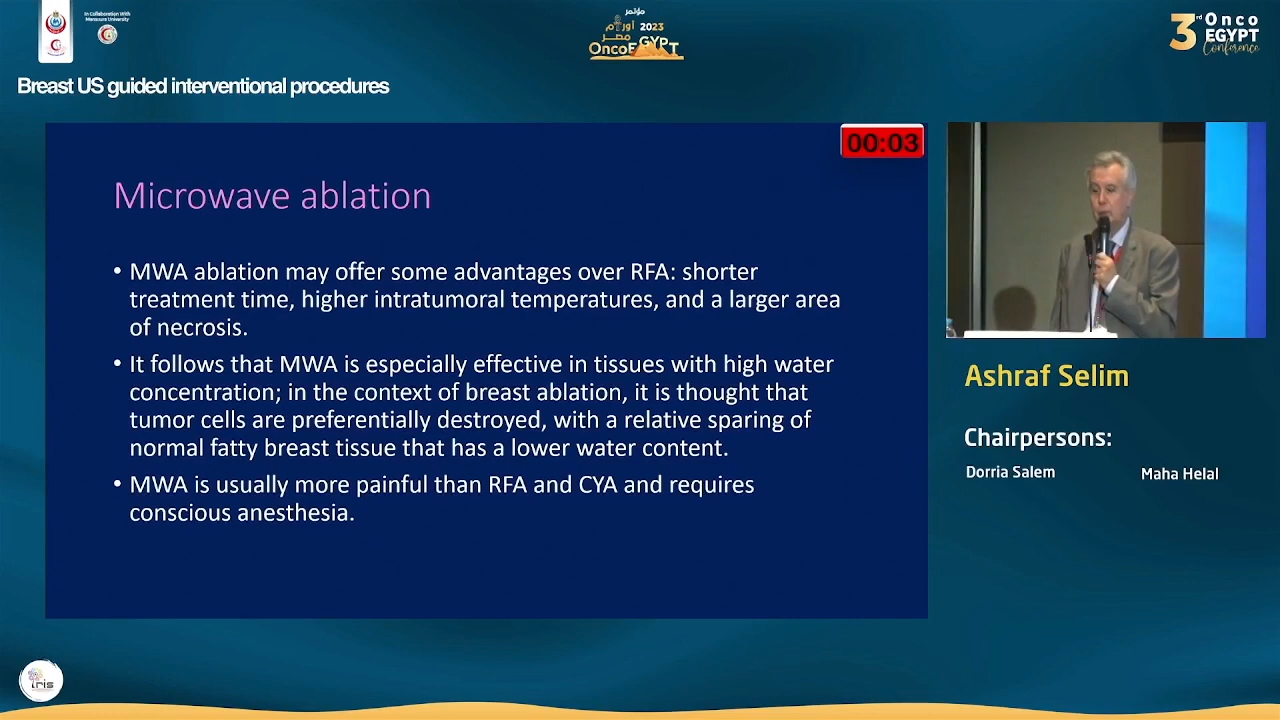 In Collaboration With
Mansoura University
مؤتمر
أورام 2023
مصر
OncoEGYPT
3rd Onco
EGYPT
Conference
Breast US guided interventional procedures
00:03
Microwave ablation
• MWA ablation may offer some advantages over RFA: shorter
treatment time, higher intratumoral temperatures, and a larger area
of necrosis.
• It follows that MWA is especially effective in tissues with high water
concentration; in the context of breast ablation, it is thought that
tumor cells are preferentially destroyed, with a relative sparing of
normal fatty breast tissue that has a lower water content.
• MWA is usually more painful than RFA and CYA and requires
conscious anesthesia.
Ashraf Selim
Chairpersons:
Dorria Salem
Maha Helal
iris